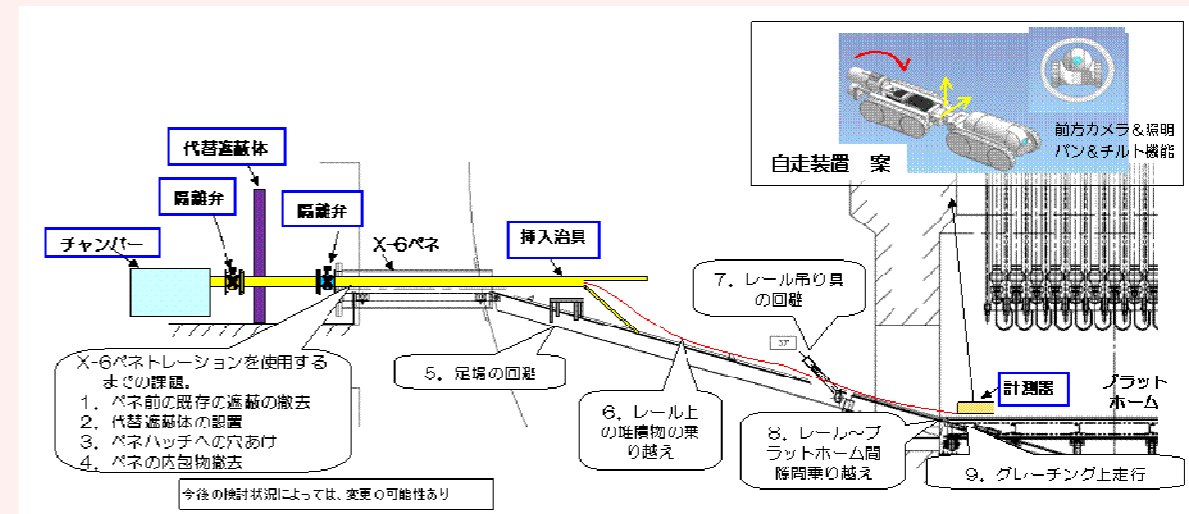 前方カメラ＆照明
パン＆チルト機能
自走装置　案
代替遮蔽体
隔離弁
隔離弁
チャンバー
X-6ペネ
挿入治具
7．レール吊り具
の回避
X-6ペネトレーションを使用する
までの課題。
1．ペネ前の既存の遮蔽の撤去
2．代替遮蔽体の設置
3．ペネハッチへの穴あけ
4．ペネの内包物撤去
5．足場の回避
6．レール上
の堆積物の乗
り越え
8．レール～プ
ラットホーム間
隙間乗り越え
計測器
プラット
ホーム
9．グレーチング上走行
今後の検討状況によっては、変更の可能性あり